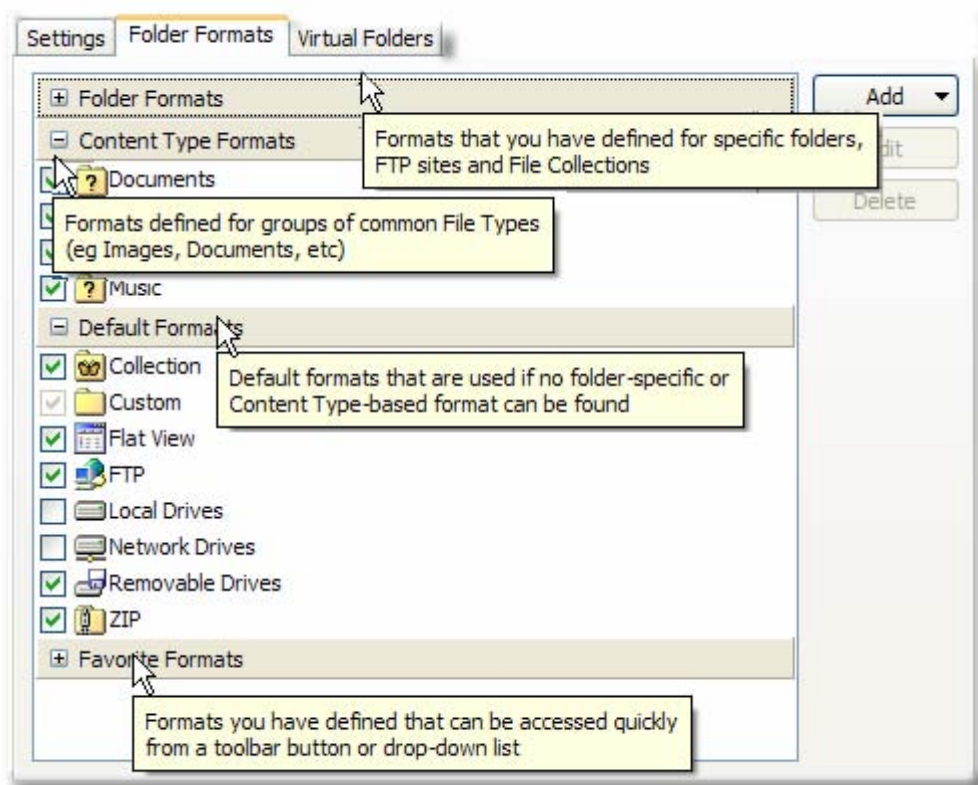 Settings
Folder Formats
Virtual Folders
Folder Formats
Add
Formats that you have defined for specific folders,
FTP sites and File Collections
Content Type Formats
Documents
Delete
Formats defined for groups of common File Types
(eg Images, Documents, etc)
Music
Default Formats
Collection
Default formats that are used if no folder-specific or
Content Type-based format can be found
Custom
Flat View
FTP
Local Drives
Network Drives
Removable Drives
ZIP
Favorite Formats
Formats you have defined that can be accessed quickly
from a toolbar button or drop-down list